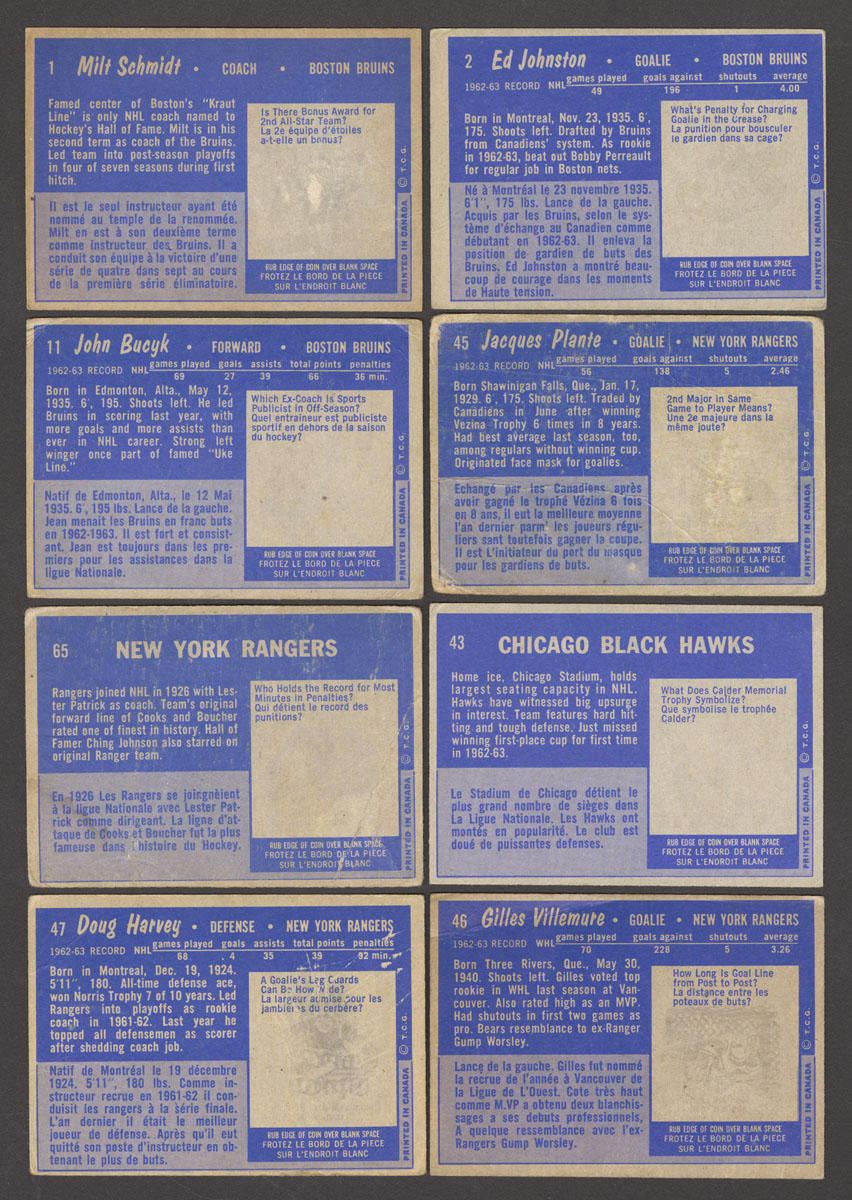 1 Milt Schmidt • COACH • BOSTON BRUINS
Famed center of Boston's "Kraut
Line" is only NHL coach named to
Hockey's Hall of Fame. Milt is in his
second term as coach of the Bruins.
Led team into post-season playoffs
in four of seven seasons during first
hitch.
Il est le seul instructeur ayant été
nommé au temple de la renommée.
Milt en est à son deuxième terme
comme instructeur des Bruins. Il a
conduit son équipe à la victoire d'une
série de quatre dans sept au cours
de la première série éliminatoire.
Is There Bonus Award for
2nd All-Star Team?
La 2e équipe d'étoiles
a-t-elle un bonus?
RUB EDGE OF COIN OVER BLANK SPACE
FROTEZ LE BORD DE LA PIECE
SUR L'ENDROIT BLANC
PRINTED IN CANADA © T.C.G.
2 Ed Johnston • GOALIE • BOSTON BRUINS
1962-63 RECORD NHL games played goals against shutouts average
49 196 1 4.00
Born in Montreal, Nov. 23, 1935. 6',
175. Shoots left. Drafted by Bruins
from Canadiens' system. As rookie
in 1962-63, beat out Bobby Perreault
for regular job in Boston nets.
Né à Montréal le 23 novembre 1935.
6'1", 175 lbs. Lance de la gauche.
Acquis par les Bruins, selon le sys-
tème d'échange au Canadien comme
débutant en 1962-63. Il enleva la
position de gardien de buts des
Bruins. Ed Johnston a montré beau-
coup de courage dans les moments
de Haute tension.
What's Penalty for Charging
Goalie in the Crease?
La punition pour bousculer
le gardien dans sa cage?
RUB EDGE OF COIN OVER BLANK SPACE
FROTEZ LE BORD DE LA PIECE
SUR L'ENDROIT BLANC
PRINTED IN CANADA © T.C.G.
11 John Bucyk • FORWARD • BOSTON BRUINS
1962-63 RECORD NHL games played goals assists total points penalties
69 27 39 66 36 min.
Born in Edmonton, Alta., May 12,
1935. 6', 195. Shoots left. He led
Bruins in scoring last year, with
more goals and more assists than
ever in NHL career. Strong left
winger once part of famed "Uke
Line."
Natif de Edmonton, Alta., le 12 Mai
1935. 6', 195 lbs. Lance de la gauche.
Jean menait les Bruins en franc buts
en 1962-1963. Il est fort et consist-
ant. Jean est toujours dans les pre-
miers pour les assistances dans la
ligue Nationale.
Which Ex-Coach Is Sports
Publicist in Off-Season?
Quel entraineur est publiciste
sportif en dehors de la saison
du hockey?
RUB EDGE OF COIN OVER BLANK SPACE
FROTEZ LE BORD DE LA PIECE
SUR L'ENDROIT BLANC
PRINTED IN CANADA © T.C.G.
45 Jacques Plante • GOALIE • NEW YORK RANGERS
1962-63 RECORD NHL games played goals against shutouts average
56 138 5 2.46
Born Shawinigan Falls, Que., Jan. 17,
1929. 6', 175. Shoots left. Traded by
Canadiens in June after winning
Vezina Trophy 6 times in 8 years.
Had best average last season, too,
among regulars without winning cup.
Originated face mask for goalies.
Echangé par les Canadiens après
avoir gagné le trophé Vézina 6 fois
en 8 ans, il eut la meilleure moyenne
l'an dernier parmi les joueurs régu-
liers sant toutefois gagner la coupe.
Il est L'initiateur du port du masque
pour les gardiens de buts.
2nd Major in Same
Game to Player Means?
Une 2e majeure dans la
même joute?
RUB EDGE OF COIN OVER BLANK SPACE
FROTEZ LE BORD DE LA PIECE
SUR L'ENDROIT BLANC
PRINTED IN CANADA © T.C.G.
65 NEW YORK RANGERS
Rangers joined NHL in 1926 with Les-
ter Patrick as coach. Team's original
forward line of Cooks and Boucher
rated one of finest in history. Hall of
Famer Ching Johnson also starred on
original Ranger team.
En 1926 Les Rangers se joingnèient
à la ligue Nationale avec Lester Pat-
rick comme dirigeant. La ligne d'at-
taque de Cooks et Boucher fut la plus
fameuse dans l'histoire du Hockey.
Who Holds the Record for Most
Minutes in Penalties?
Qui détient le record des
punitions?
RUB EDGE OF COIN OVER BLANK SPACE
FROTEZ LE BORD DE LA PIECE
SUR L'ENDROIT BLANC
PRINTED IN CANADA © T.C.G.
43 CHICAGO BLACK HAWKS
Home ice, Chicago Stadium, holds
largest seating capacity in NHL.
Hawks have witnessed big upsurge
in interest. Team features hard hit-
ting and tough defense. Just missed
winning first-place cup for first time
in 1962-63.
Le Stadium de Chicago détient le
plus grand nombre de sièges dans
La Ligue Nationale. Les Hawks ont
montés en popularité. Le club est
doué de puissantes defenses.
What Does Calder Memorial
Trophy Symbolize?
Que symbolise le trophée
Calder?
RUB EDGE OF COIN OVER BLANK SPACE
FROTEZ LE BORD DE LA PIECE
SUR L'ENDROIT BLANC
PRINTED IN CANADA © T.C.G.
47 Doug Harvey • DEFENSE • NEW YORK RANGERS
1962-63 RECORD NHL games played goals assists total points penalties
68 4 35 39 92 min.
Born in Montreal, Dec. 19, 1924.
5'11", 180. All-time defense ace,
won Norris Trophy 7 of 10 years. Led
Rangers into playoffs as rookie
coach in 1961-62. Last year he
topped all defensemen as scorer
after shedding coach job.
Natif de Montréal le 19 décembre
1924. 5'11", 180 lbs. Comme in-
structeur recrue en 1961-62 il con-
duisit les rangers à la série finale.
L'an dernier il était le meilleur
joueur de défense. Après qu'il eut
quitté son poste d'instructeur en ob-
tenant le plus de buts.
A Goalie's Leg Guards
Can Be How Wide?
La largeur admise pour les
jambières du cerbère?
RUB EDGE OF COIN OVER BLANK SPACE
FROTEZ LE BORD DE LA PIECE
SUR L'ENDROIT BLANC
PRINTED IN CANADA © T.C.G.
46 Gilles Villemure • GOALIE • NEW YORK RANGERS
1962-63 RECORD WHL games played goals against shutouts average
70 228 5 3.26
Born Three Rivers, Que., May 30,
1940. Shoots left. Gilles voted top
rookie in WHL last season at Van-
couver. Also rated high as an MVP.
Had shutouts in first two games as
pro. Bears resemblance to ex-Ranger
Gump Worsley.
Lance de la gauche. Gilles fut nommé
la recrue de l'année à Vancouver de
la Ligue de L'Ouest. Cote très haut
comme M.VP a obtenu deux blanchis-
sages a ses debuts professionnels,
A quelque ressemblance avec l'ex-
Rangers Gump Worsley.
How Long Is Goal Line
from Post to Post?
La distance entre les
poteaux de buts?
RUB EDGE OF COIN OVER BLANK SPACE
FROTEZ LE BORD DE LA PIECE
SUR L'ENDROIT BLANC
PRINTED IN CANADA © T.C.G.